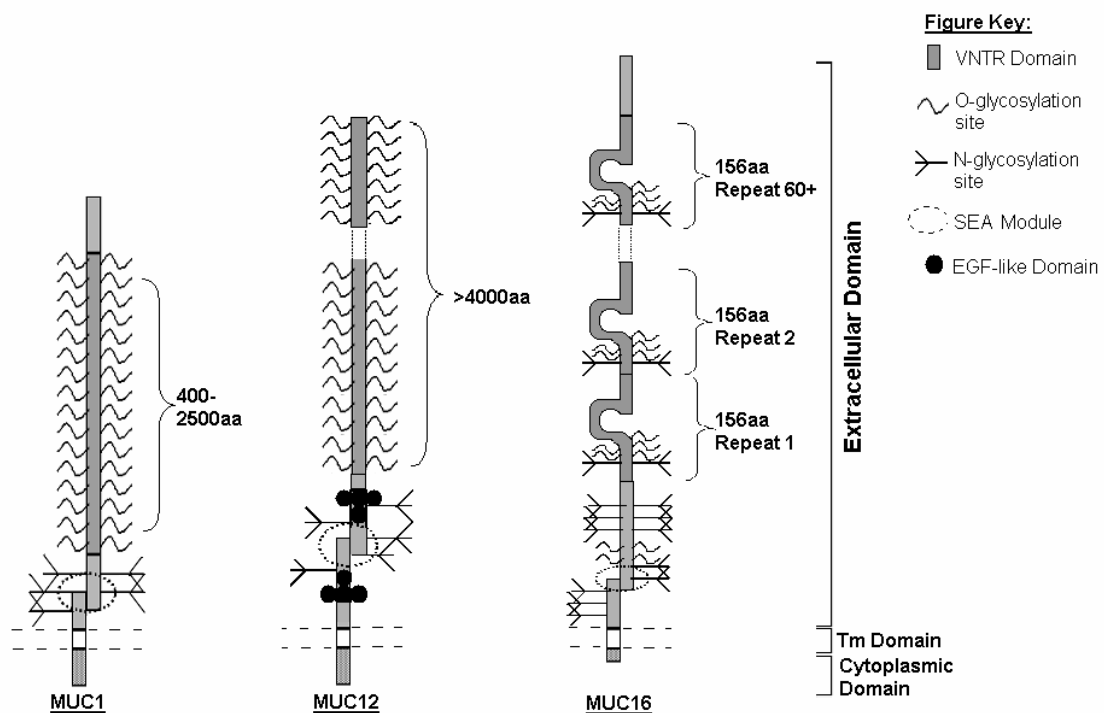 Figure Key:
VNTR Domain
O-glycosylation
site
N-glycosylation
site
SEA Module
EGF-like Domain
400-
2500aa
>4000aa
156aa
Repeat 60+
156aa
Repeat 2
156aa
Repeat 1
Extracellular Domain
Tm Domain
Cytoplasmic
Domain
MUC1
MUC12
MUC16